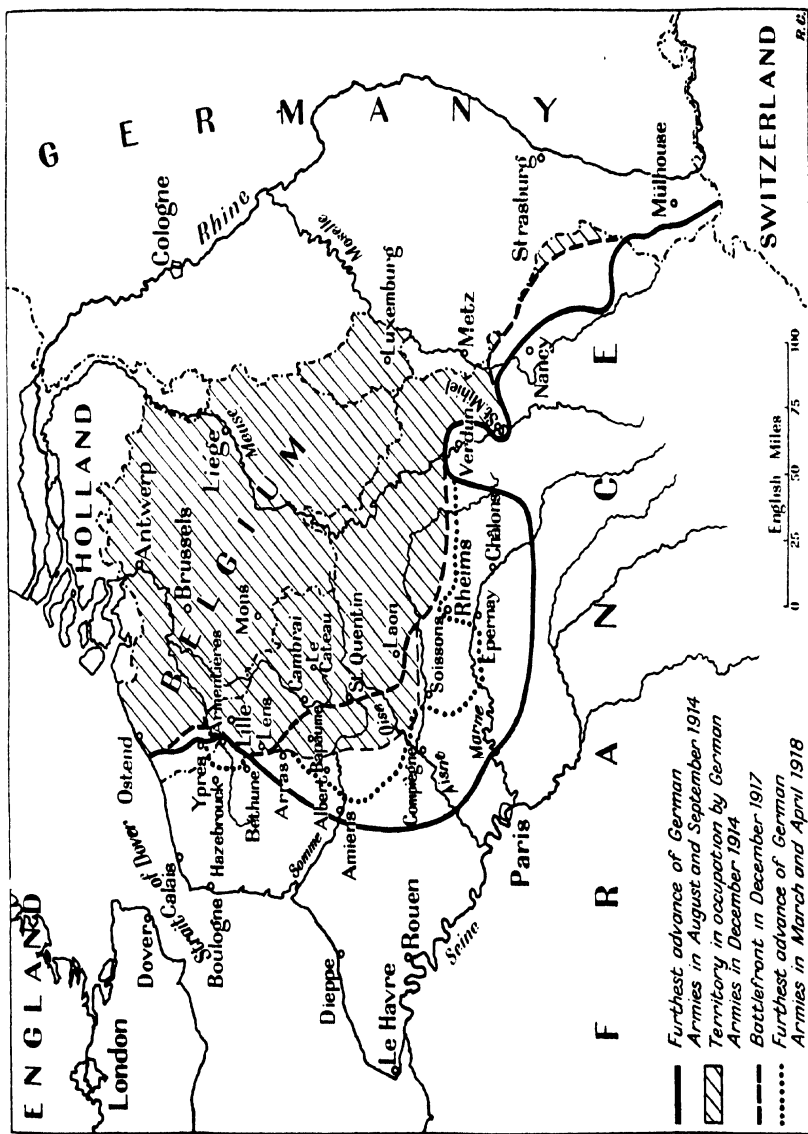 ENGLAND
London
Dover
Strait of Dover
Calais
Boulogne
HOLLAND
GERMANY
Ostend
Antwerp
Brussels
BELGIUM
Cologne
Rhine
Ypres
Hazebrouck
Armentières
Lille
Bethune
Lens
Mons
Liége
Meuse
Moselle
Arras
Cambrai
Le
Cateau
Bapaume
Albert
Somme
Amiens
St Quentin
Luxemburg
Dieppe
Le Havre
Rouen
Seine
Oise
Laon
Compiègne
Aisne
Soissons
Rheims
Verdun
Metz
St. Mihiel
Strasburg
Marne
Epernay
Chalons
Nancy
Paris
Mülhouse
FRANCE
SWITZERLAND
Furthest advance of German
Armies in August and September 1914
Territory in occupation by German
Armies in December 1914
Battlefront in December 1917
Furthest advance of German
Armies in March and April 1918
0 25 50 75 100
English Miles
R.C.